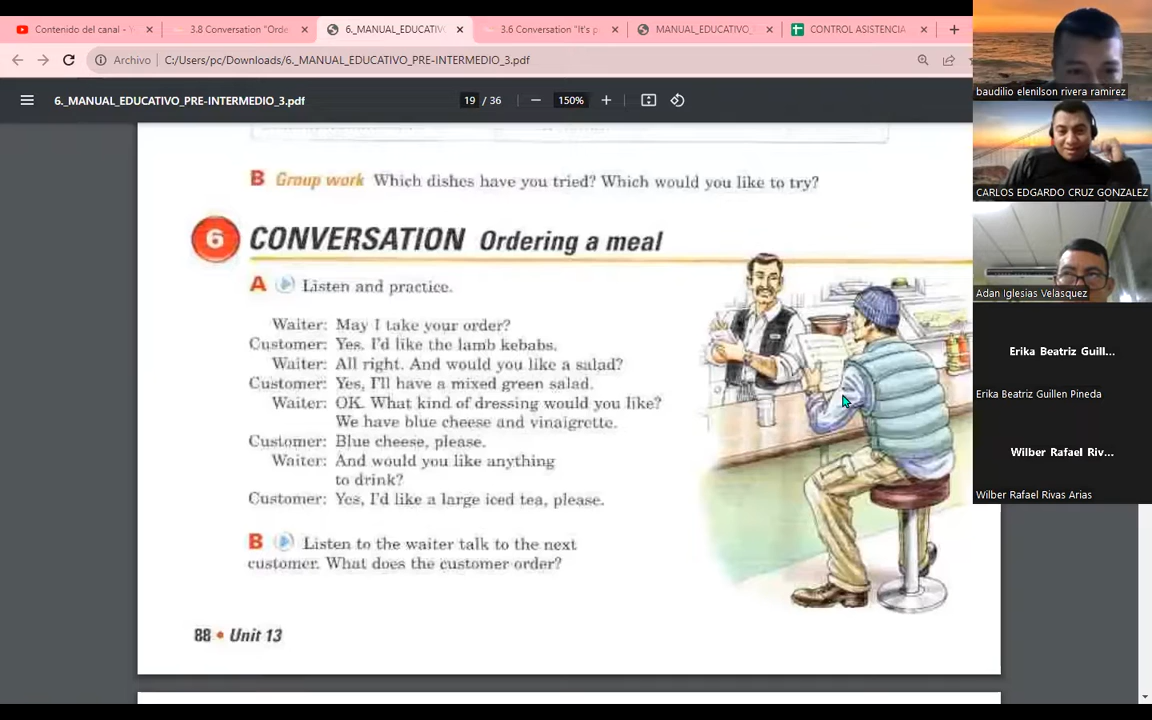 Contenido del canal -
3.8 Conversation "Orde
6._MANUAL_EDUCATIV
3.6 Conversation "It's p
MANUAL_EDUCATIVO_
CONTROL ASISTENCIA
Archivo
C:/Users/pc/Downloads/6._MANUAL_EDUCATIVO_PRE-INTERMEDIO_3.pdf
6._MANUAL_EDUCATIVO_PRE-INTERMEDIO_3.pdf
19 / 36
150%
B Group work Which dishes have you tried? Which would you like to try?
6 CONVERSATION Ordering a meal
A Listen and practice.
Waiter: May I take your order?
Customer: Yes. I'd like the lamb kebabs.
Waiter: All right. And would you like a salad?
Customer: Yes, I'll have a mixed green salad.
Waiter: OK. What kind of dressing would you like?
We have blue cheese and vinaigrette.
Customer: Blue cheese, please.
Waiter: And would you like anything
to drink?
Customer: Yes, I'd like a large iced tea, please.
B Listen to the waiter talk to the next
customer. What does the customer order?
88 • Unit 13
baudilio elenilson rivera ramirez
CARLOS EDGARDO CRUZ GONZALEZ
Adan Iglesias Velasquez
Erika Beatriz Guill...
Erika Beatriz Guillen Pineda
Wilber Rafael Riv...
Wilber Rafael Rivas Arias